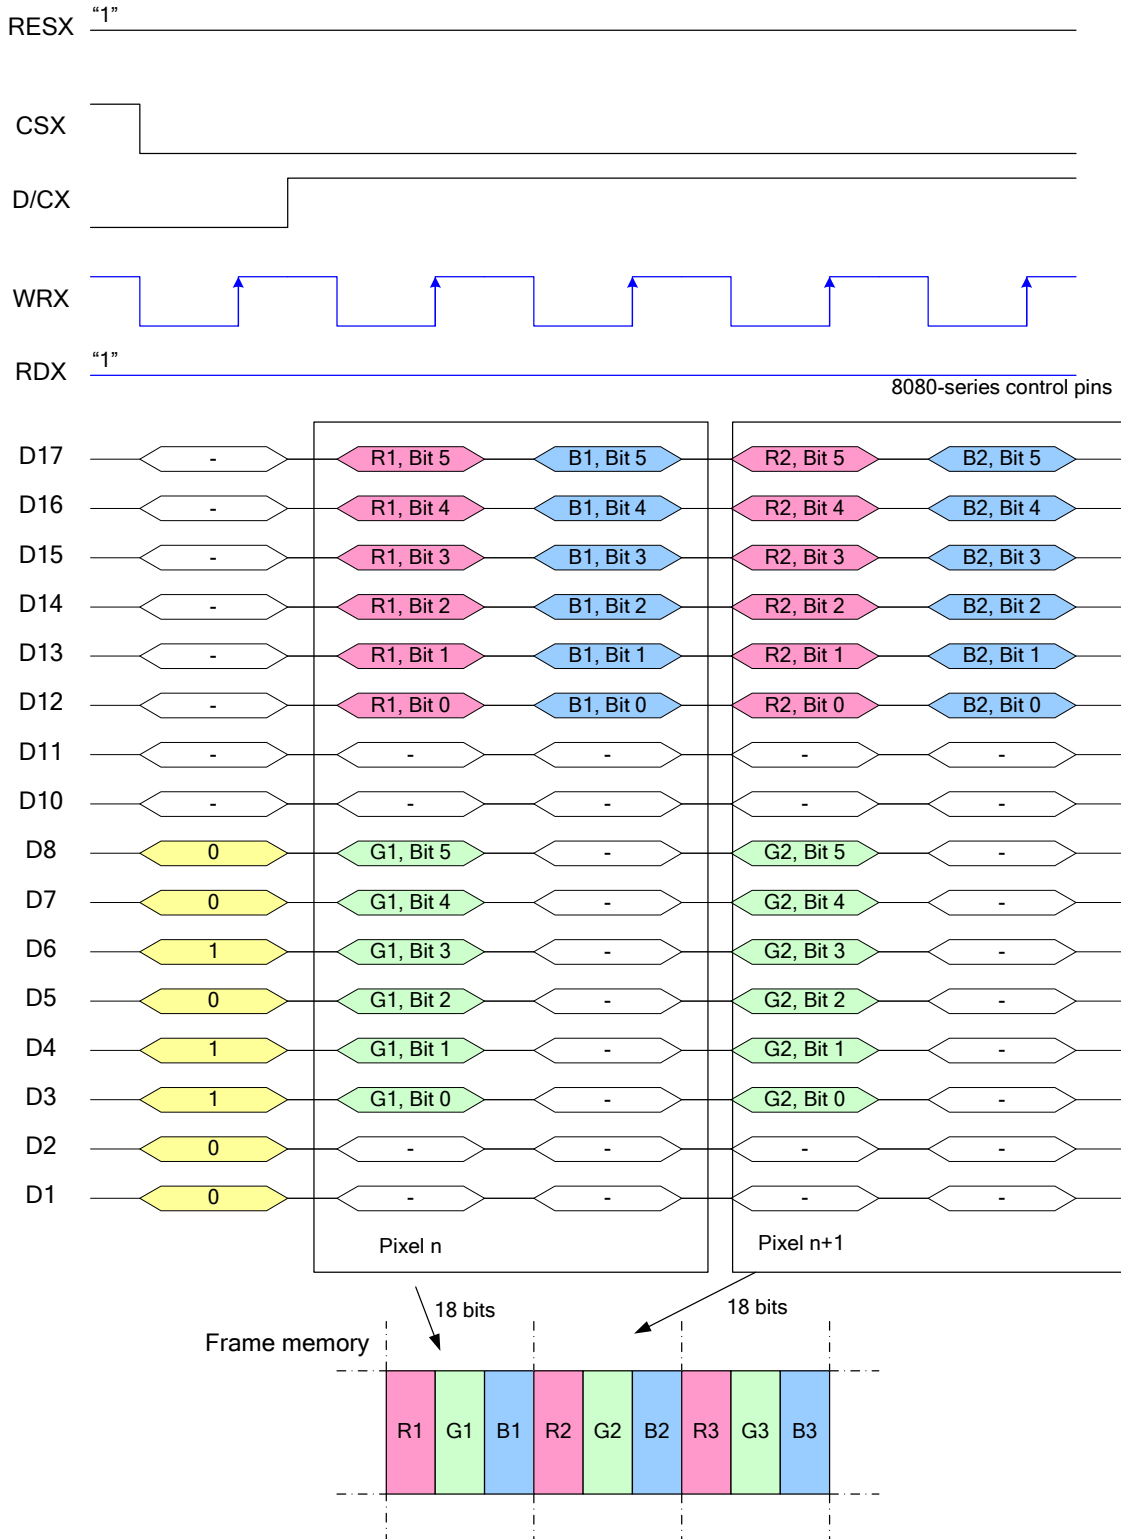 RESX “1”
CSX
D/CX
WRX
RDX “1”
8080-series control pins
D17 - R1, Bit 5 B1, Bit 5 R2, Bit 5 B2, Bit 5
D16 - R1, Bit 4 B1, Bit 4 R2, Bit 4 B2, Bit 4
D15 - R1, Bit 3 B1, Bit 3 R2, Bit 3 B2, Bit 3
D14 - R1, Bit 2 B1, Bit 2 R2, Bit 2 B2, Bit 2
D13 - R1, Bit 1 B1, Bit 1 R2, Bit 1 B2, Bit 1
D12 - R1, Bit 0 B1, Bit 0 R2, Bit 0 B2, Bit 0
D11 - - - - -
D10 - - - - -
D8 0 G1, Bit 5 - G2, Bit 5 -
D7 0 G1, Bit 4 - G2, Bit 4 -
D6 1 G1, Bit 3 - G2, Bit 3 -
D5 0 G1, Bit 2 - G2, Bit 2 -
D4 1 G1, Bit 1 - G2, Bit 1 -
D3 1 G1, Bit 0 - G2, Bit 0 -
D2 0 - - - -
D1 0 - - - -
Pixel n Pixel n+1
18 bits 18 bits
Frame memory
R1 G1 B1 R2 G2 B2 R3 G3 B3